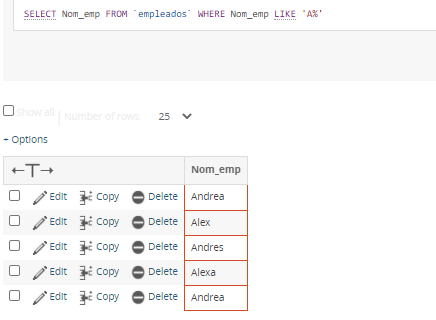 SELECT Nom_emp FROM `empleados` WHERE Nom_emp LIKE 'A%'
Show all | Number of rows: 25
+ Options
←T→ Nom_emp
Edit Copy Delete Andrea
Edit Copy Delete Alex
Edit Copy Delete Andres
Edit Copy Delete Alexa
Edit Copy Delete Andrea